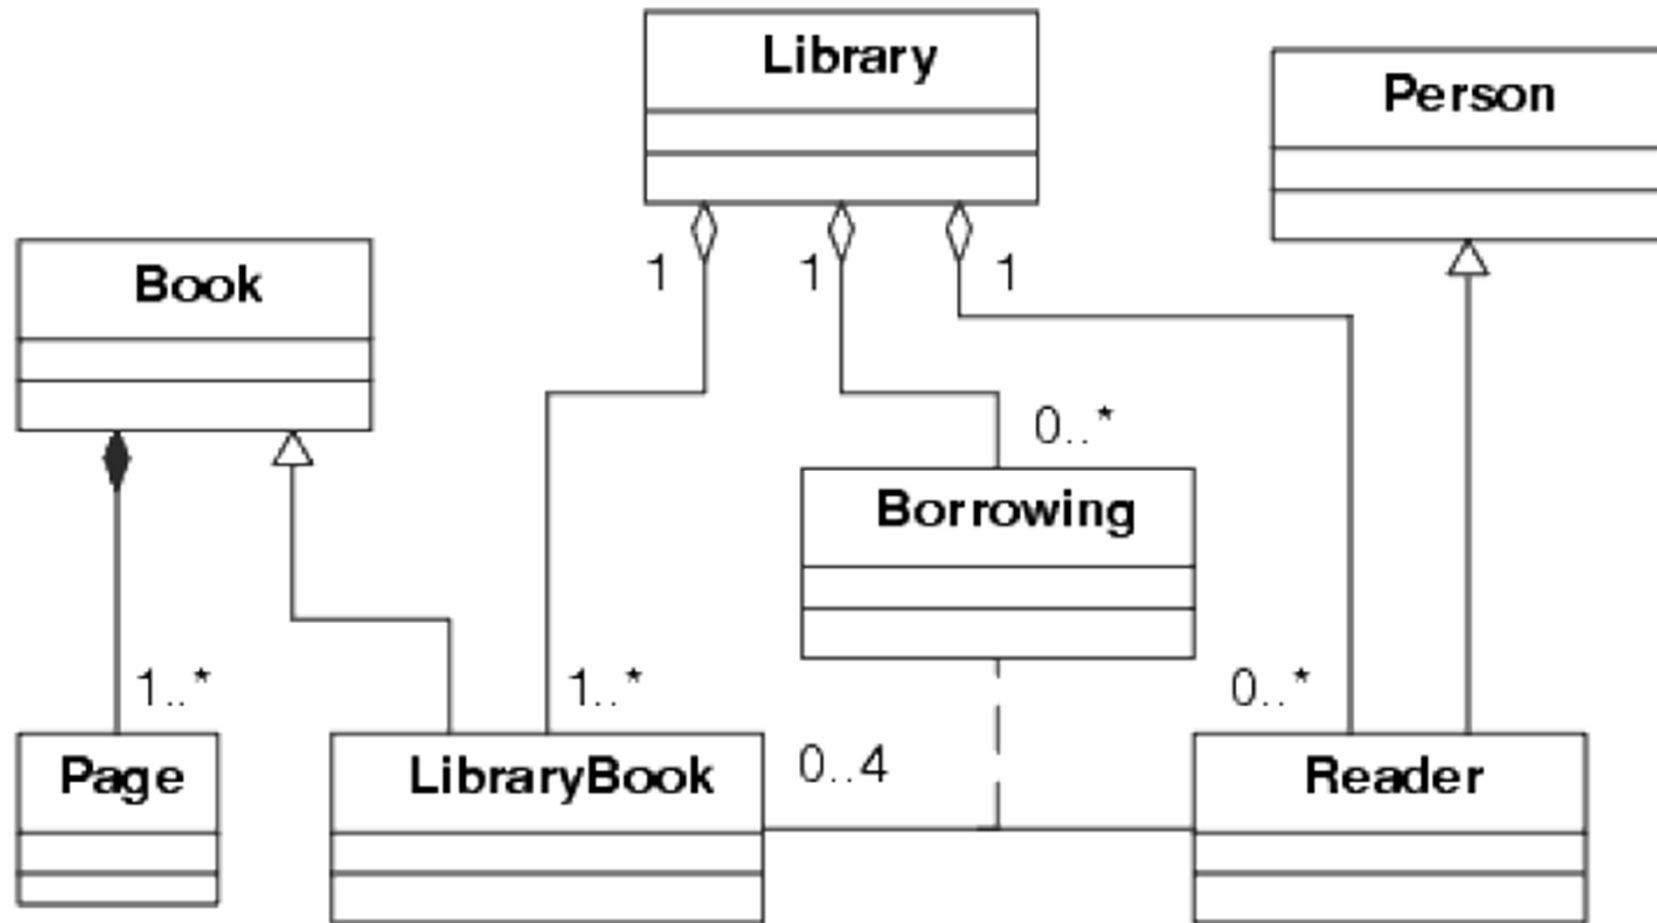 Library
Person
Book
1
1
1
0..*
Borrowing
1..*
1..*
0..*
Page
LibraryBook
0..4
Reader